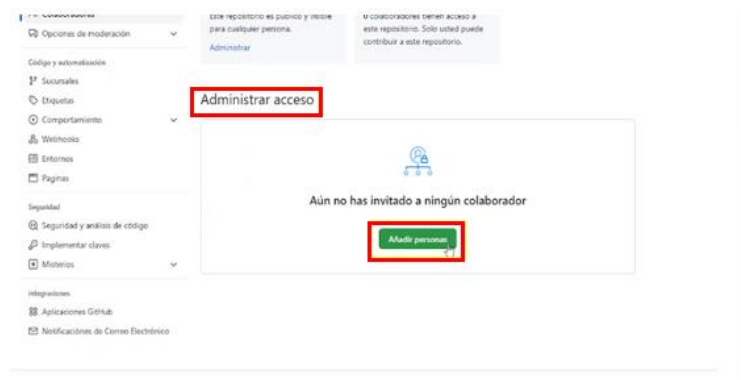 Colaboradores
Opciones de moderación
Código y automatización
Sucursales
Etiquetas
Comportamiento
Webhooks
Entornos
Paginas
Seguridad
Seguridad y análisis de código
Implementar claves
Misterios
Integraciones
Aplicaciones GitHub
Notificaciónes de Correo Electrónico
Este repositorio es público y visible
para cualquier persona.
Administrar
0 colaboradores tienen acceso a
este repositorio. Solo usted puede
contribuir a este repositorio.
Administrar acceso
Aún no has invitado a ningún colaborador
Añadir personas